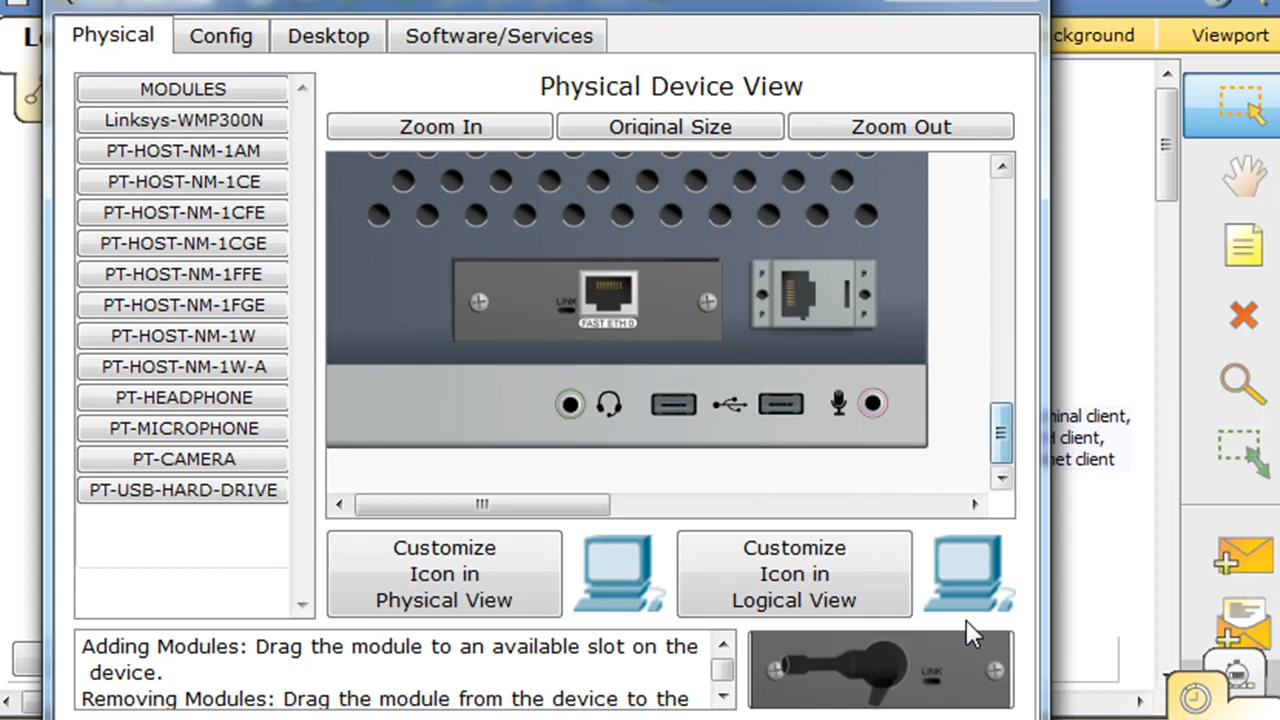 Physical
Config
Desktop
Software/Services
ckground
Viewport
MODULES
Linksys-WMP300N
PT-HOST-NM-1AM
PT-HOST-NM-1CE
PT-HOST-NM-1CFE
PT-HOST-NM-1CGE
PT-HOST-NM-1FFE
PT-HOST-NM-1FGE
PT-HOST-NM-1W
PT-HOST-NM-1W-A
PT-HEADPHONE
PT-MICROPHONE
PT-CAMERA
PT-USB-HARD-DRIVE
Physical Device View
Zoom In
Original Size
Zoom Out
LINK
FAST ETH 0
P P
P P
Customize
Icon in
Physical View
Customize
Icon in
Logical View
Adding Modules: Drag the module to an available slot on the
device.
Removing Modules: Drag the module from the device to the
LINK
minal client,
H client,
net client